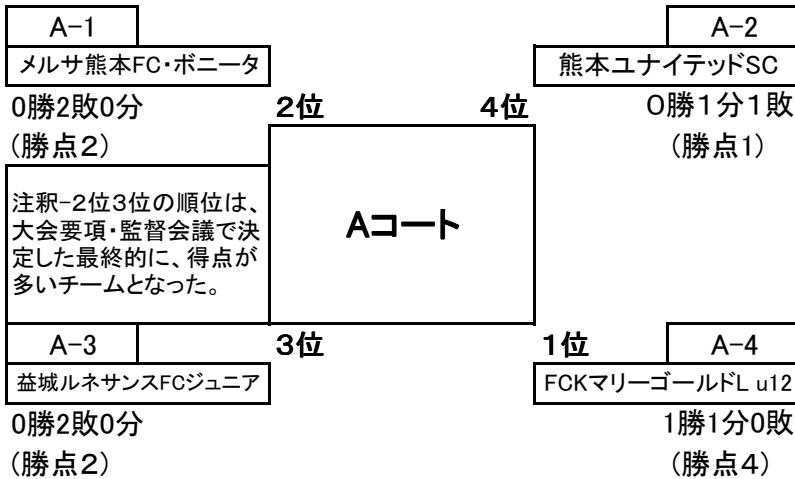 A-1
メルサ熊本FC・ボニータ
0勝2敗0分
(勝点2)
A-2
熊本ユナイテッドSC
0勝1分1敗
(勝点1)
2位
4位
注釈-2位3位の順位は、
大会要項・監督会議で決
定した最終的に、得点が
多いチームとなった。
Aコート
3位
1位
A-3
益城ルネサンスFCジュニア
0勝2敗0分
(勝点2)
A-4
FCKマリーゴールドL u12
1勝1分0敗
(勝点4)